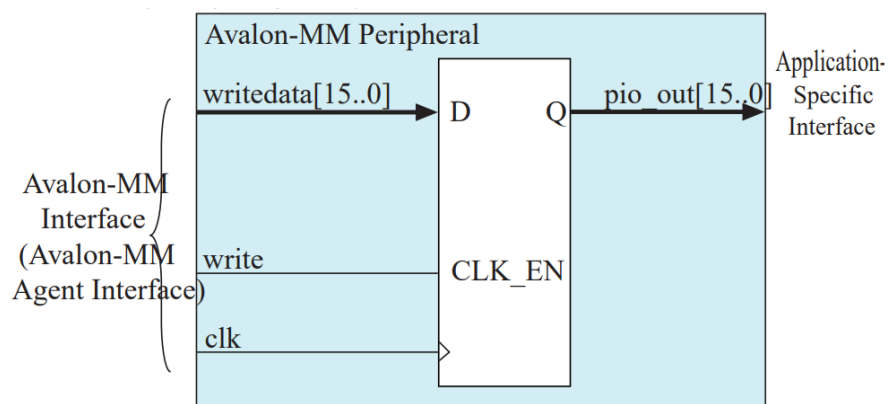 Avalon-MM Peripheral
writedata[15..0]
D
Q
pio_out[15..0]
Application-
Specific
Interface
Avalon-MM
Interface
(Avalon-MM
Agent Interface)
write
CLK_EN
clk